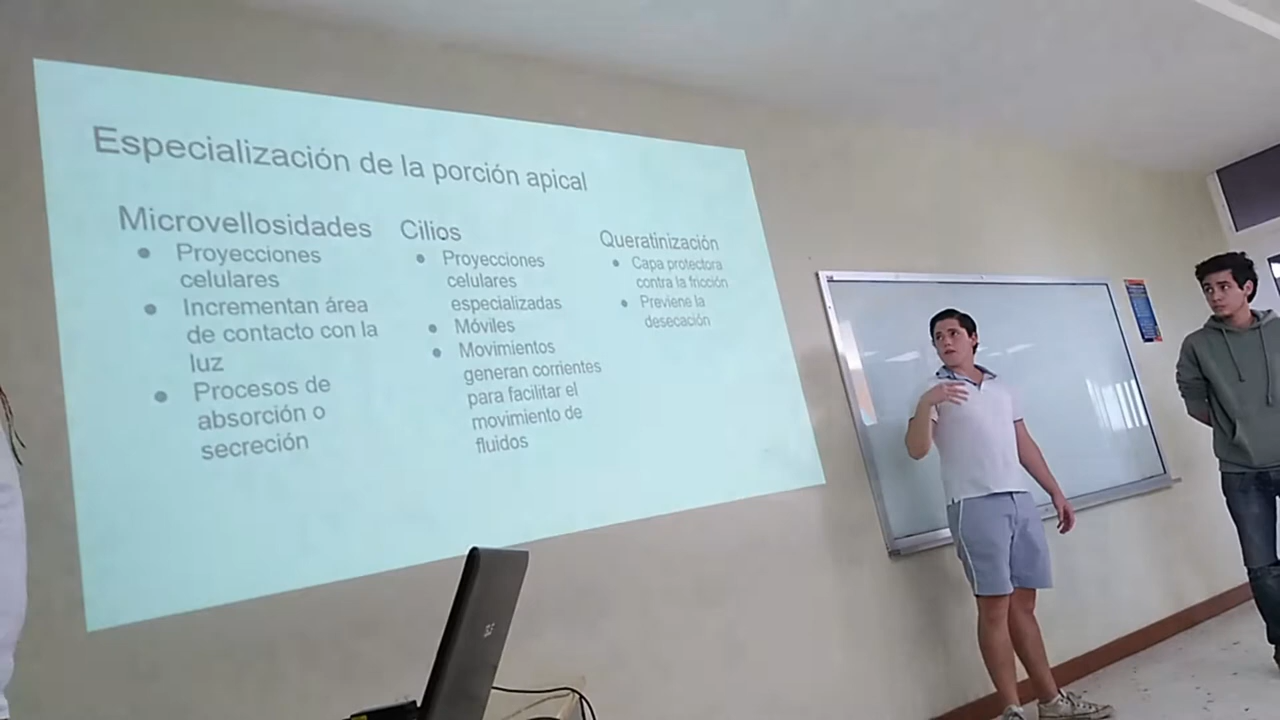 Especialización de la porción apical
Microvellosidades
● Proyecciones
celulares
● Incrementan área
de contacto con la
luz
● Procesos de
absorción o
secreción
Cilios
● Proyecciones
celulares
especializadas
● Móviles
● Movimientos
generan corrientes
para facilitar el
movimiento de
fluidos
Queratinización
● Capa protectora
contra la fricción
● Previene la
desecación